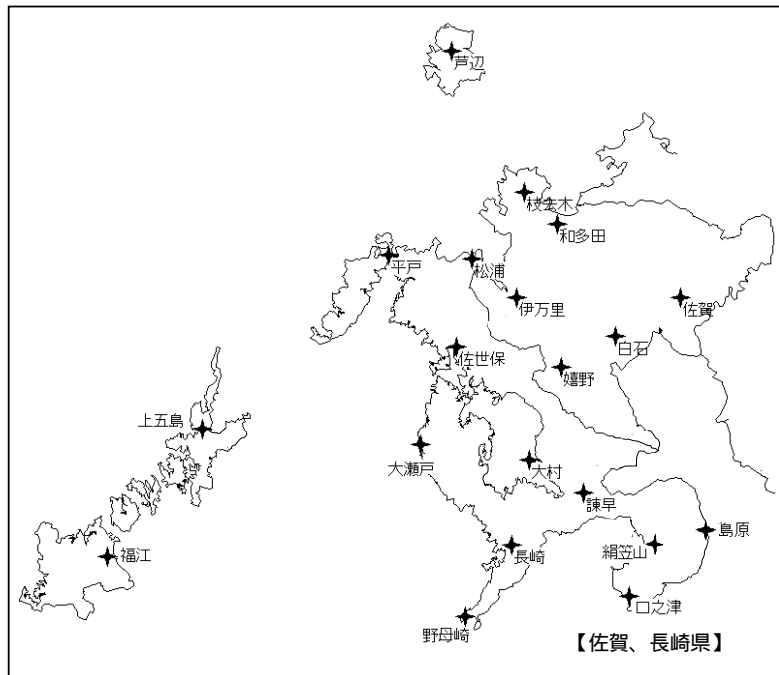 芦辺
枝去木
和多田
平戸
松浦
伊万里
佐賀
白石
佐世保
嬉野
上五島
大瀬戸
大村
諫早
島原
長崎
絹笠山
福江
口之津
野母崎
【佐賀、長崎県】